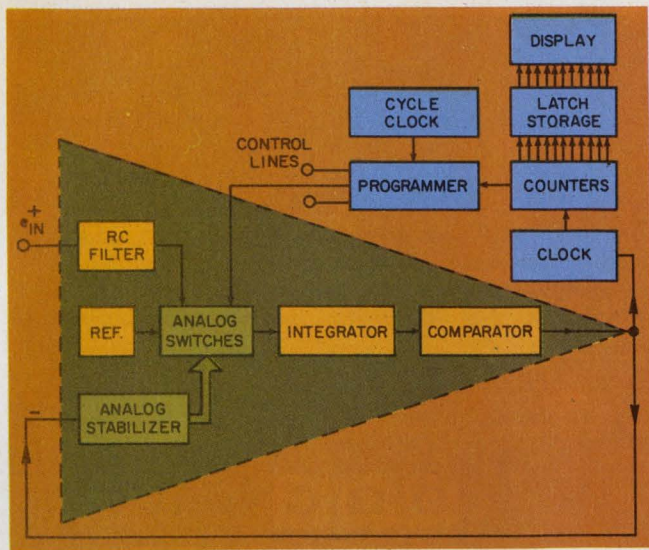 DISPLAY
CYCLE
CLOCK
LATCH
STORAGE
CONTROL
LINES
PROGRAMMER
COUNTERS
CLOCK
+
e IN
RC
FILTER
REF.
ANALOG
SWITCHES
INTEGRATOR
COMPARATOR
-
ANALOG
STABILIZER